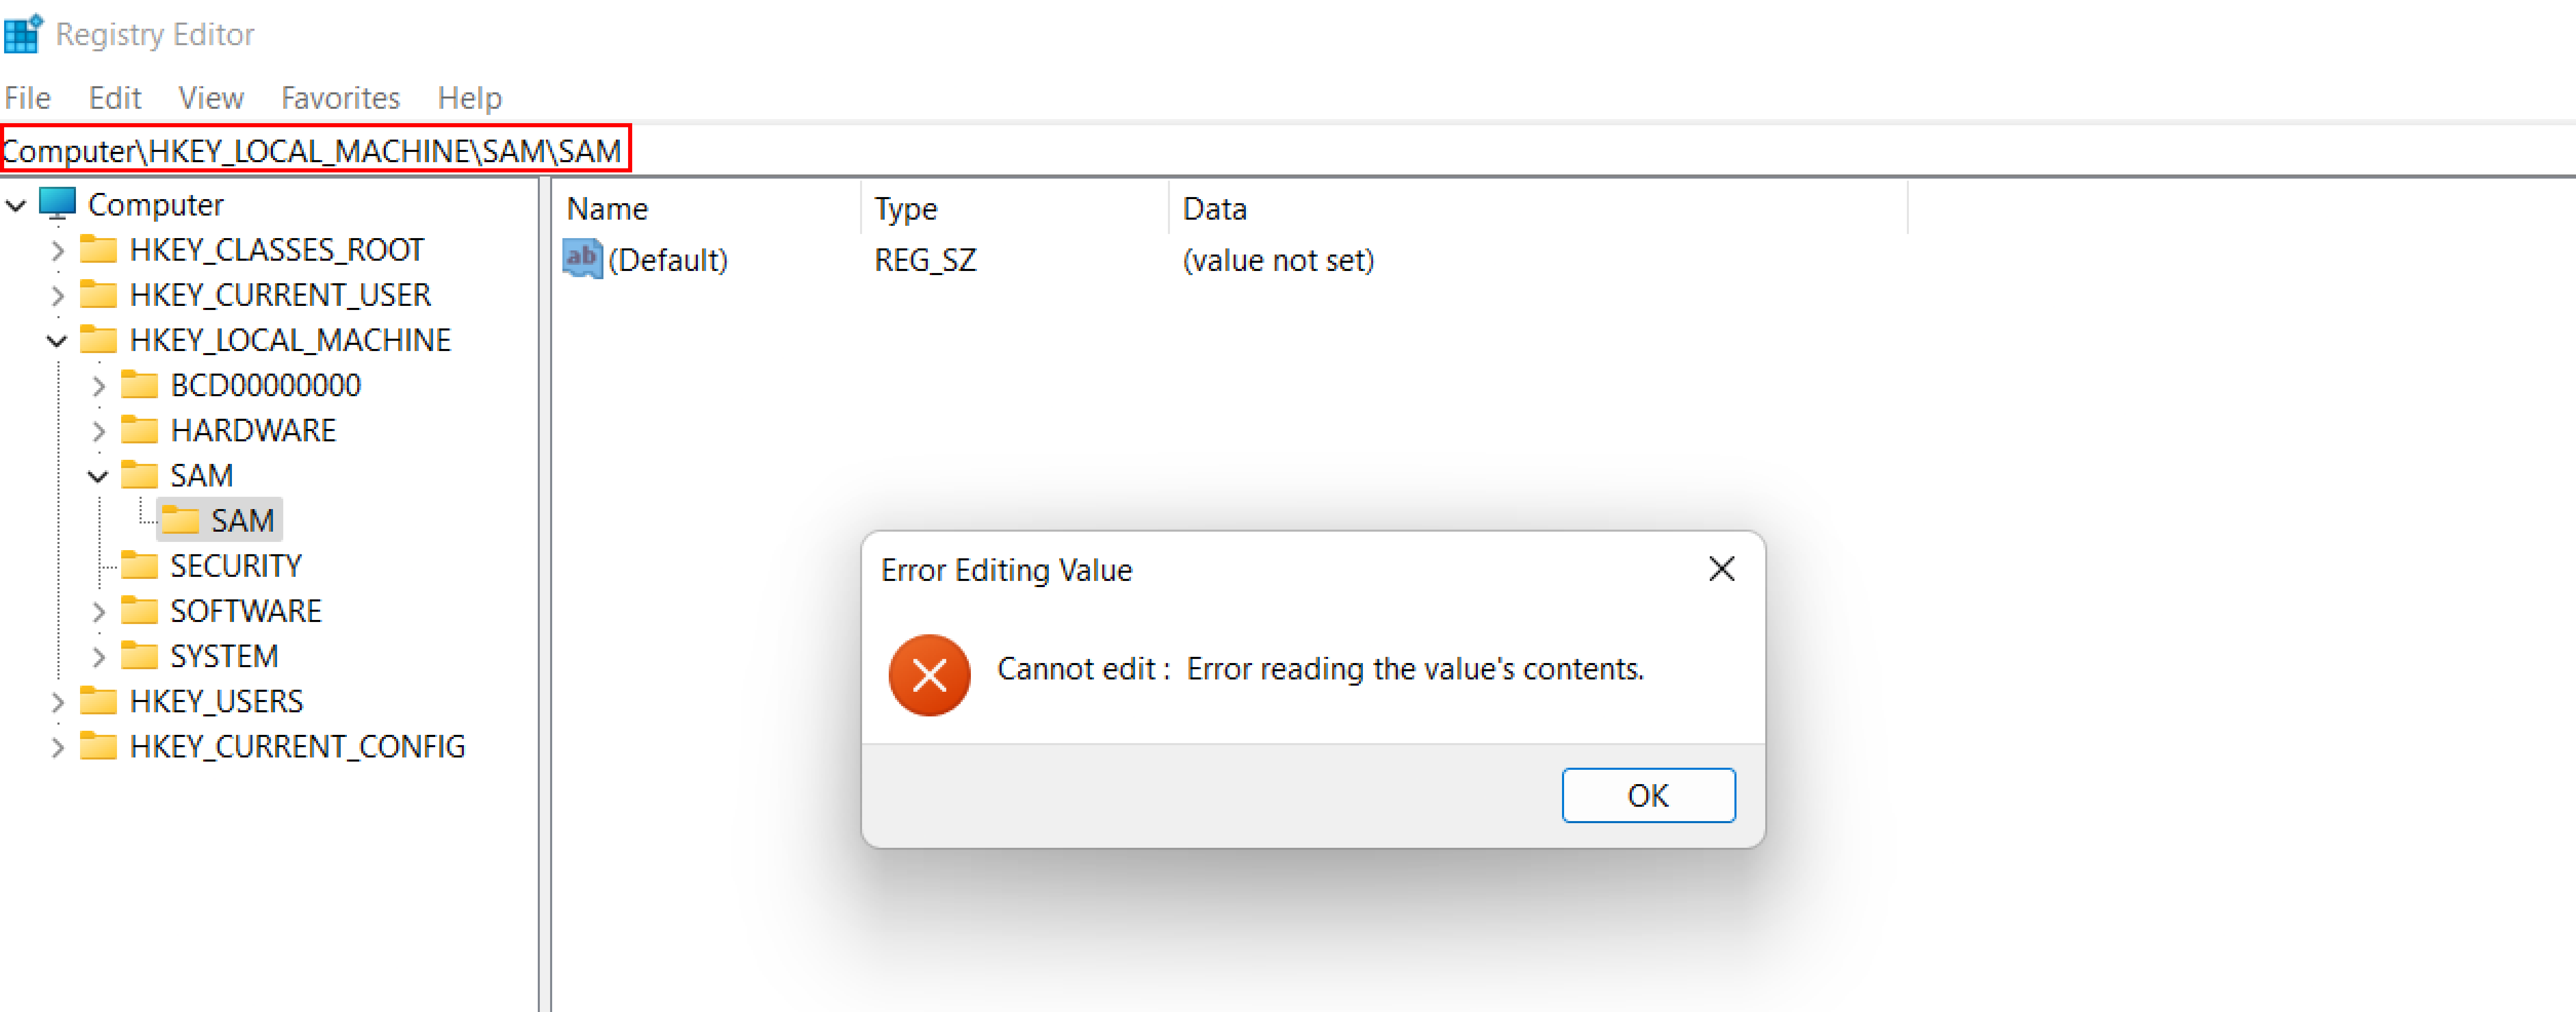 Registry Editor
File Edit View Favorites Help
Computer\HKEY_LOCAL_MACHINE\SAM\SAM
Computer
HKEY_CLASSES_ROOT
HKEY_CURRENT_USER
HKEY_LOCAL_MACHINE
BCD00000000
HARDWARE
SAM
SAM
SECURITY
SOFTWARE
SYSTEM
HKEY_USERS
HKEY_CURRENT_CONFIG
Name Type Data
ab (Default) REG_SZ (value not set)
Error Editing Value
Cannot edit : Error reading the value's contents.
OK